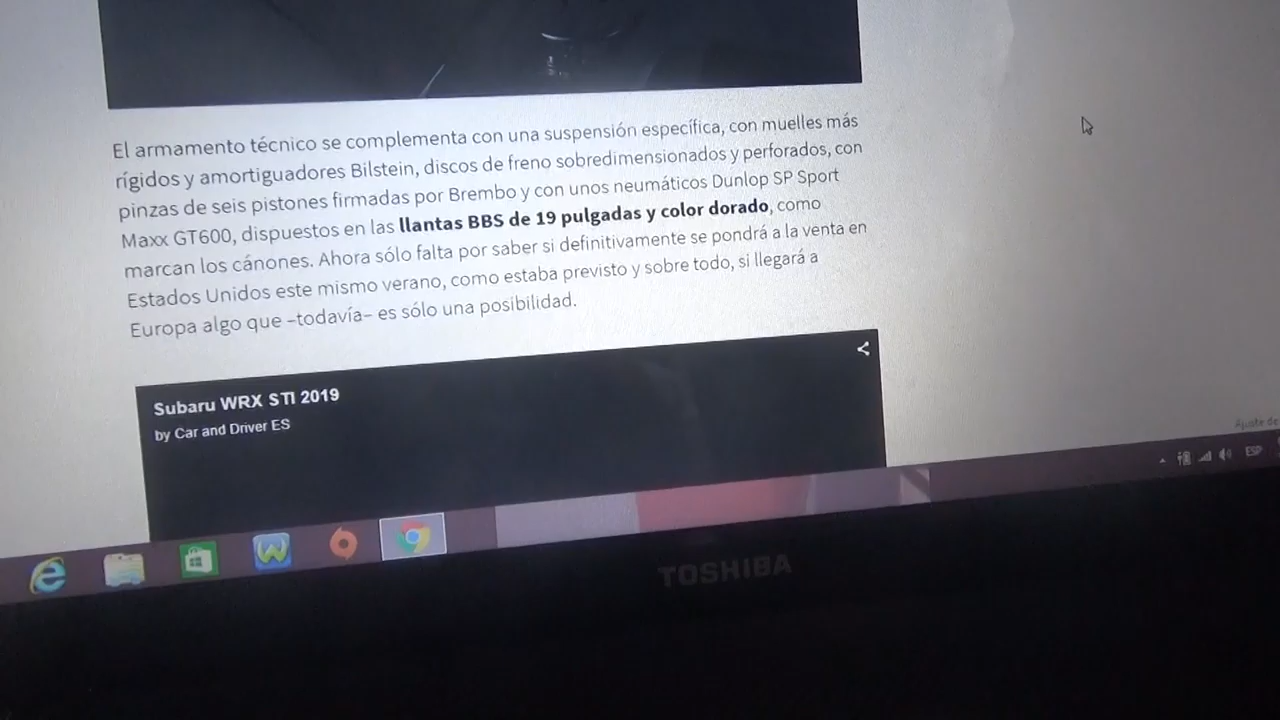 El armamento técnico se complementa con una suspensión específica, con muelles más
rígidos y amortiguadores Bilstein, discos de freno sobredimensionados y perforados, con
pinzas de seis pistones firmadas por Brembo y con unos neumáticos Dunlop SP Sport
Maxx GT600, dispuestos en las llantas BBS de 19 pulgadas y color dorado, como
marcan los cánones. Ahora sólo falta por saber si definitivamente se pondrá a la venta en
Estados Unidos este mismo verano, como estaba previsto y sobre todo, si llegará a
Europa algo que –todavía– es sólo una posibilidad.
Subaru WRX STI 2019
by Car and Driver ES
Ajuste de
ESP
TOSHIBA